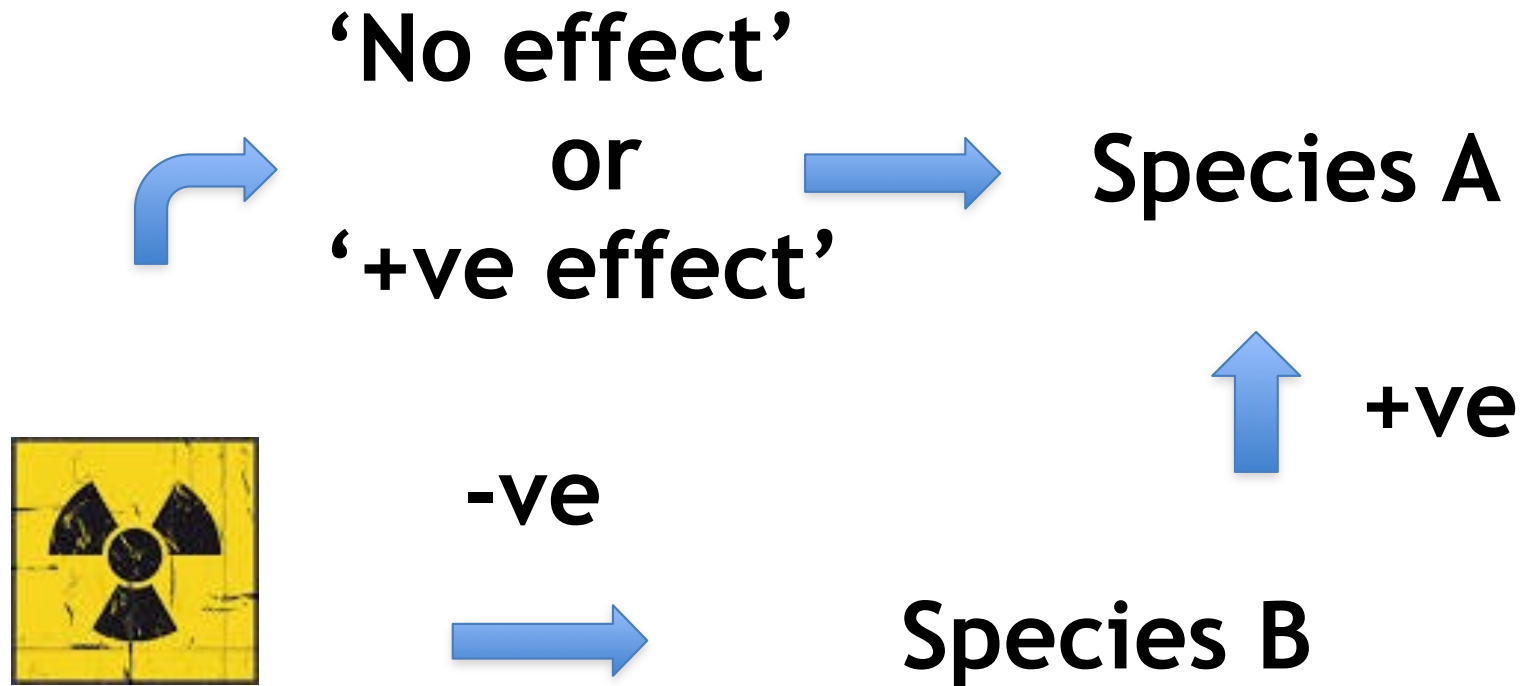 ‘No effect’
or
‘+ve effect’
Species A
+ve
-ve
Species B